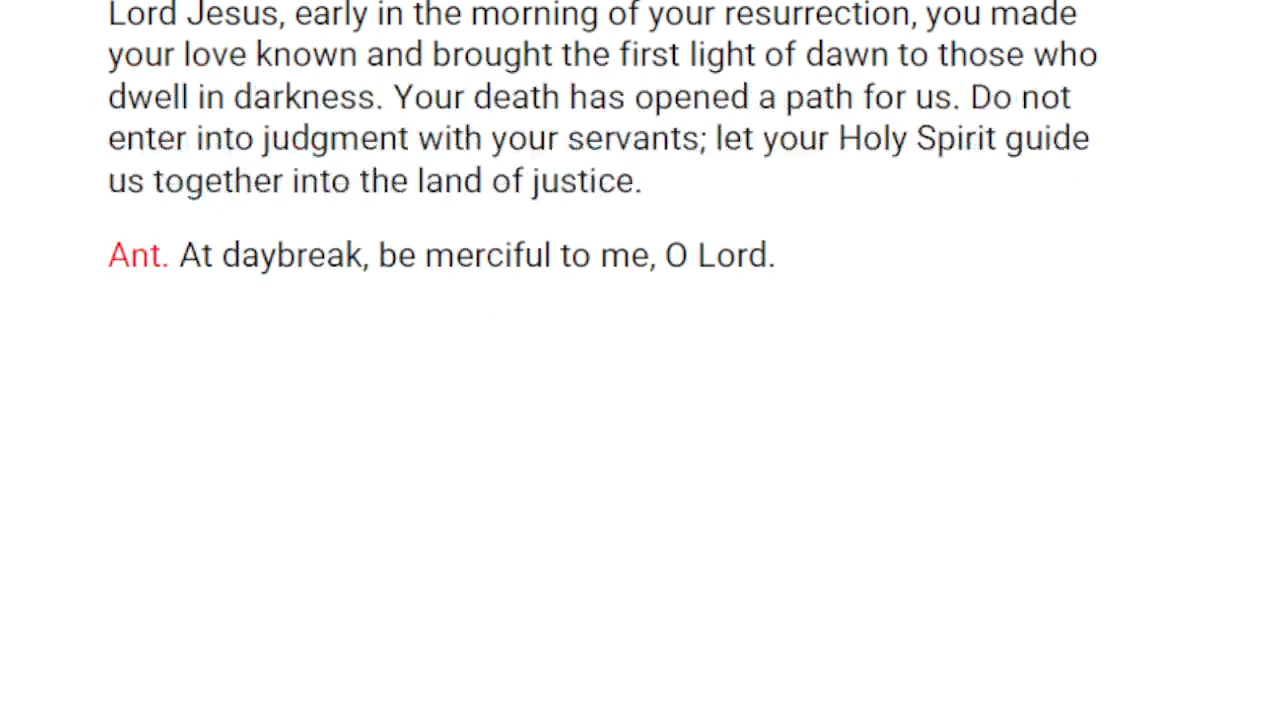 Lord Jesus, early in the morning of your resurrection, you made
your love known and brought the first light of dawn to those who
dwell in darkness. Your death has opened a path for us. Do not
enter into judgment with your servants; let your Holy Spirit guide
us together into the land of justice.
Ant. At daybreak, be merciful to me, O Lord.